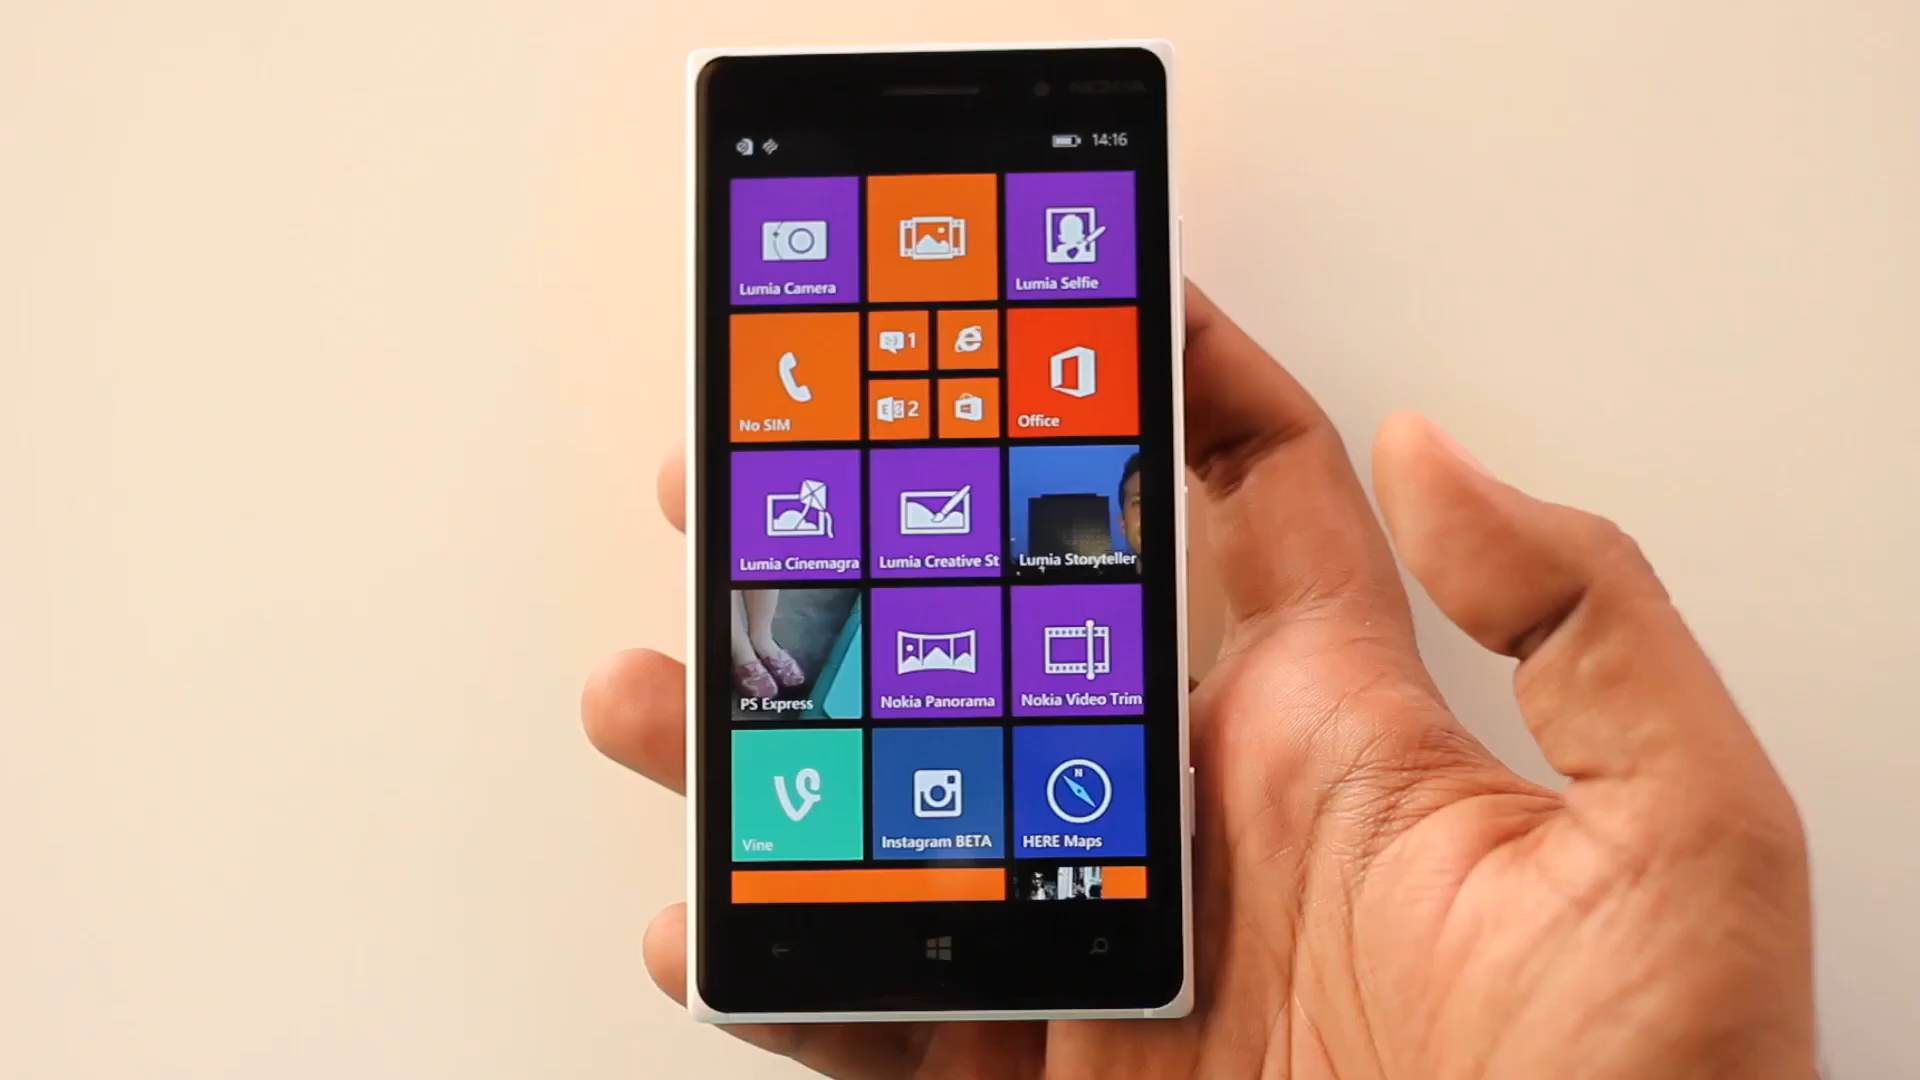 NOKIA
14:16
Lumia Camera
Lumia Selfie
1
No SIM
2
Office
Lumia Cinemagra
Lumia Creative St
Lumia Storyteller
PS Express
Nokia Panorama
Nokia Video Trim
Vine
Instagram BETA
N
HERE Maps